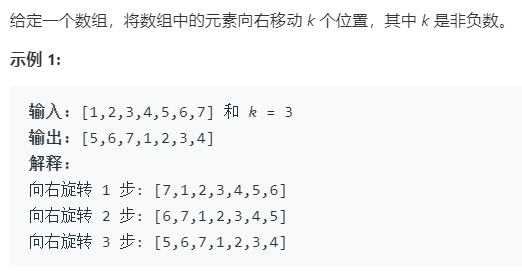 给定一个数组，将数组中的元素向右移动 k 个位置，其中 k 是非负数。
示例 1:
输入: [1,2,3,4,5,6,7] 和 k = 3
输出: [5,6,7,1,2,3,4]
解释:
向右旋转 1 步: [7,1,2,3,4,5,6]
向右旋转 2 步: [6,7,1,2,3,4,5]
向右旋转 3 步: [5,6,7,1,2,3,4]